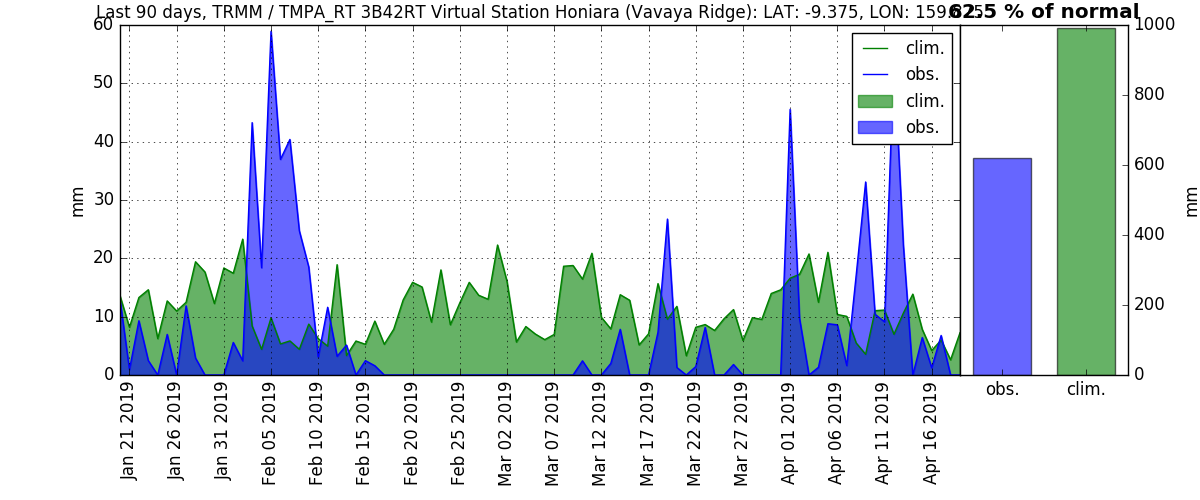 Last 90 days, TRMM / TMPA_RT 3B42RT Virtual Station Honiara (Vavaya Ridge): LAT: -9.375, LON: 159.
62.5 % of normal
60
50
40
30
20
10
0
mm
clim.
obs.
clim.
obs.
1000
800
600
400
200
0
mm
Jan 21 2019
Jan 26 2019
Jan 31 2019
Feb 05 2019
Feb 10 2019
Feb 15 2019
Feb 20 2019
Feb 25 2019
Mar 02 2019
Mar 07 2019
Mar 12 2019
Mar 17 2019
Mar 22 2019
Mar 27 2019
Apr 01 2019
Apr 06 2019
Apr 11 2019
Apr 16 2019
obs.
clim.